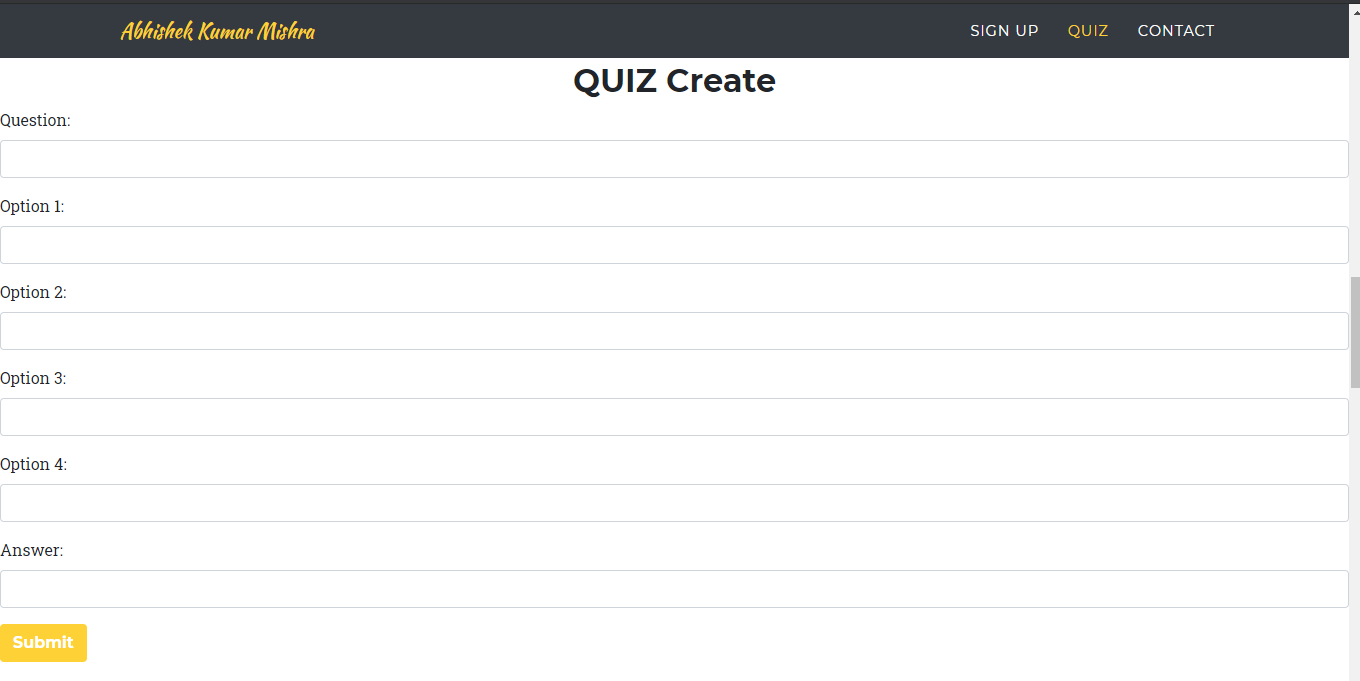 Abhishek Kumar Mishra SIGN UP QUIZ CONTACT
QUIZ Create
Question:
Option 1:
Option 2:
Option 3:
Option 4:
Answer:
Submit